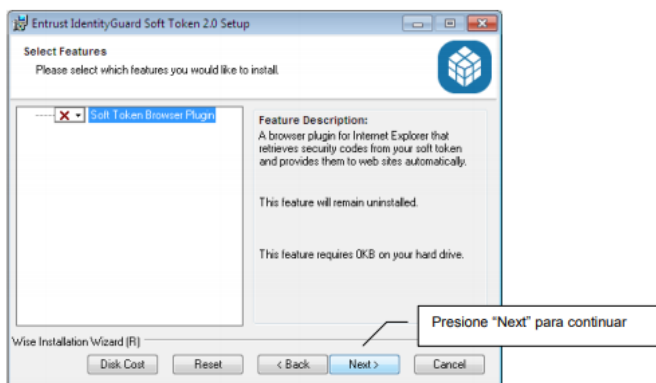 Entrust IdentityGuard Soft Token 2.0 Setup
Select Features
Please select which features you would like to install.
Soft Token Browser Plugin
Feature Description:
A browser plugin for Internet Explorer that
retrieves security codes from your soft token
and provides them to web sites automatically.
This feature will remain uninstalled.
This feature requires 0KB on your hard drive.
Presione “Next” para continuar
Wise Installation Wizard (R)
Disk Cost
Reset
< Back
Next >
Cancel